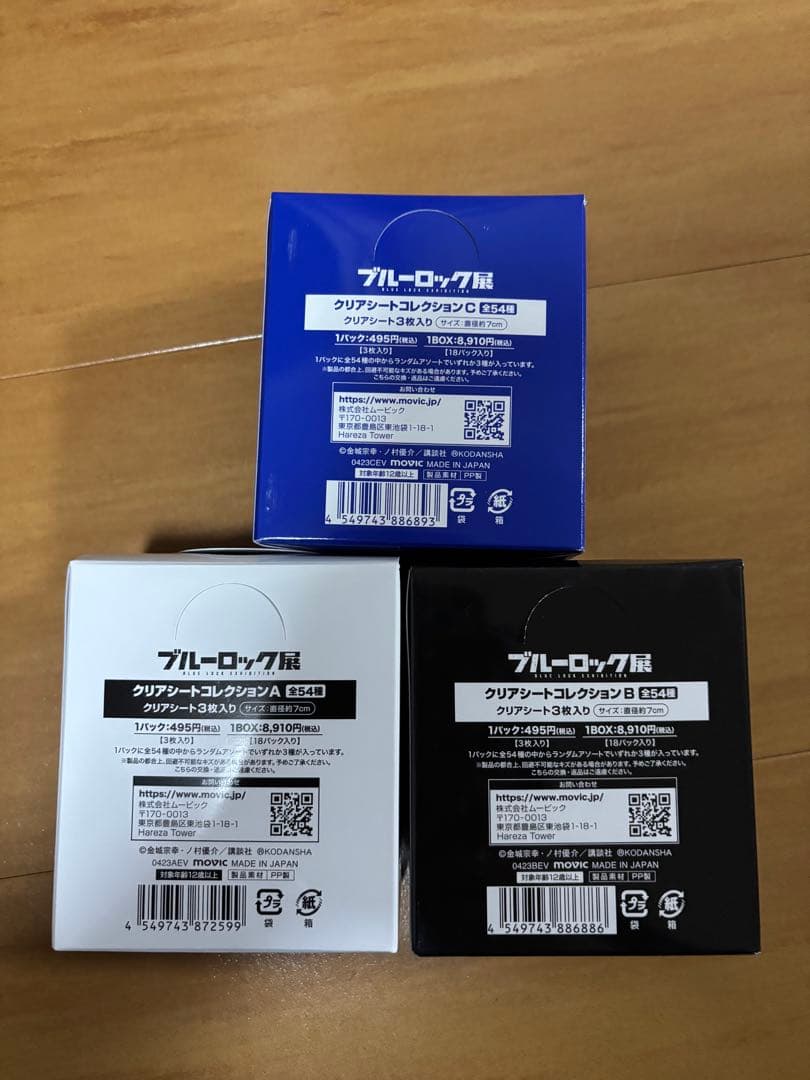 ブルーロック展
BLUE LOCK EXHIBITION
クリアシートコレクションC 全54種
クリアシート3枚入り サイズ:直径約7cm
1パック:495円(税込) 1BOX:8,910円(税込)
【3枚入り】 【18パック入り】
1パックに全54種の中からランダムアソートでいずれか3種が入っています。
※製品の都合上、回避不可能なキズがある場合があります。予めご了承ください。
こちらの交換・返品はご遠慮ください。
お問い合わせ
https://www.movic.jp/
株式会社ムービック
〒170-0013
東京都豊島区東池袋1-18-1
Hareza Tower
©金城宗幸・ノ村優介/講談社 ⓂKODANSHA
0423CEV movic MADE IN JAPAN
対象年齢12歳以上 製品素材 PP製
4 549743 886893
プラ 紙
袋 箱
ブルーロック展
BLUE LOCK EXHIBITION
クリアシートコレクションA 全54種
クリアシート3枚入り サイズ:直径約7cm
1パック:495円(税込) 1BOX:8,910円(税込)
【3枚入り】 【18パック入り】
1パックに全54種の中からランダムアソートでいずれか3種が入っています。
※製品の都合上、回避不可能なキズがある場合があります。予めご了承ください。
こちらの交換・返品はご遠慮ください。
お問い合わせ
https://www.movic.jp/
株式会社ムービック
〒170-0013
東京都豊島区東池袋1-18-1
Hareza Tower
©金城宗幸・ノ村優介/講談社 ⓂKODANSHA
0423AEV movic MADE IN JAPAN
対象年齢12歳以上 製品素材 PP製
4 549743 872599
プラ 紙
袋 箱
ブルーロック展
BLUE LOCK EXHIBITION
クリアシートコレクションB 全54種
クリアシート3枚入り サイズ:直径約7cm
1パック:495円(税込) 1BOX:8,910円(税込)
【3枚入り】 【18パック入り】
1パックに全54種の中からランダムアソートでいずれか3種が入っています。
※製品の都合上、回避不可能なキズがある場合があります。予めご了承ください。
こちらの交換・返品はご遠慮ください。
お問い合わせ
https://www.movic.jp/
株式会社ムービック
〒170-0013
東京都豊島区東池袋1-18-1
Hareza Tower
©金城宗幸・ノ村優介/講談社 ⓂKODANSHA
0423BEV movic MADE IN JAPAN
対象年齢12歳以上 製品素材 PP製
4 549743 886886
プラ 紙
袋 箱